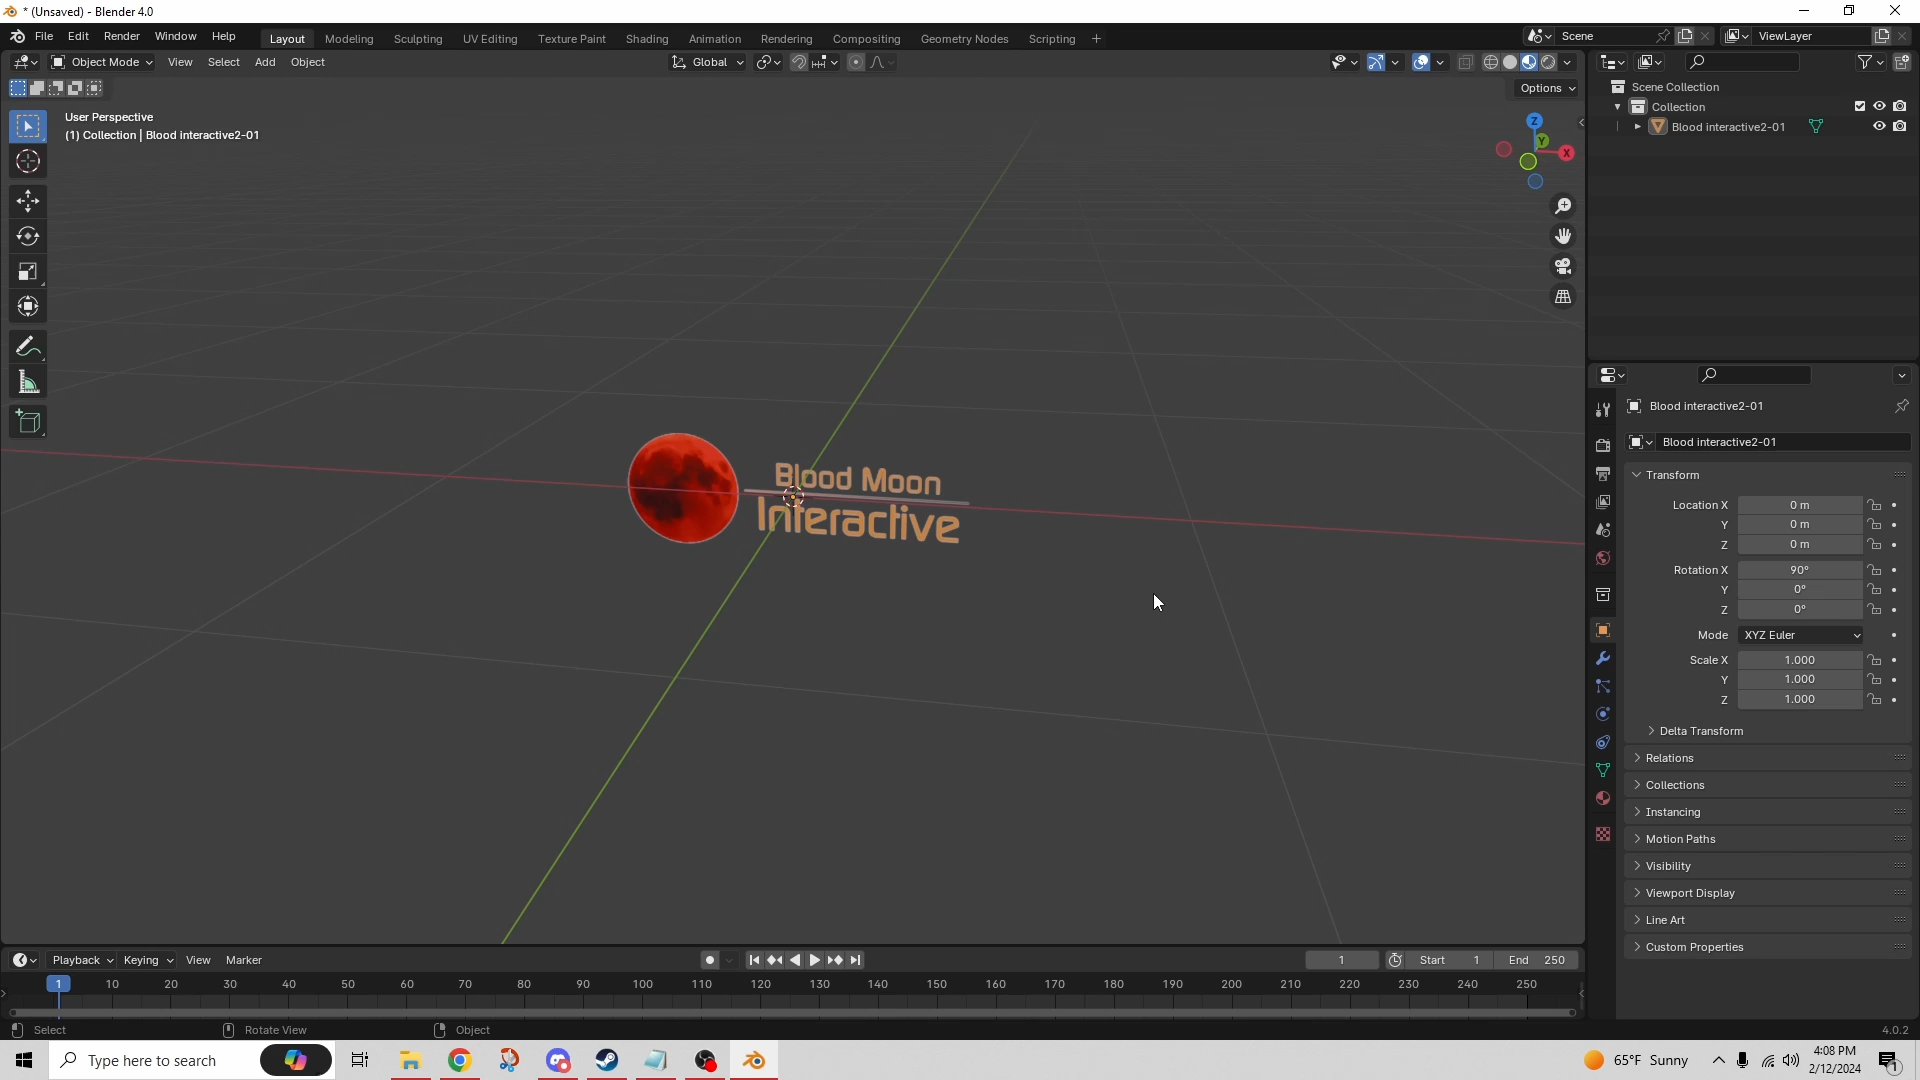 * (Unsaved) - Blender 4.0
File Edit Render Window Help Layout Modeling Sculpting UV Editing Texture Paint Shading Animation Rendering Compositing Geometry Nodes Scripting + Scene ViewLayer
Object Mode View Select Add Object Global
Options
User Perspective
(1) Collection | Blood interactive2-01
Z
Y
X
Blood Moon
Interactive
Scene Collection
Collection
Blood interactive2-01
Blood interactive2-01
Blood interactive2-01
Transform
Location X 0 m
Y 0 m
Z 0 m
Rotation X 90°
Y 0°
Z 0°
Mode XYZ Euler
Scale X 1.000
Y 1.000
Z 1.000
Delta Transform
Relations
Collections
Instancing
Motion Paths
Visibility
Viewport Display
Line Art
Custom Properties
Playback Keying View Marker 1 Start 1 End 250
1 10 20 30 40 50 60 70 80 90 100 110 120 130 140 150 160 170 180 190 200 210 220 230 240 250
Select Rotate View Object 4.0.2
Type here to search 65°F Sunny 4:08 PM
2/12/2024
1